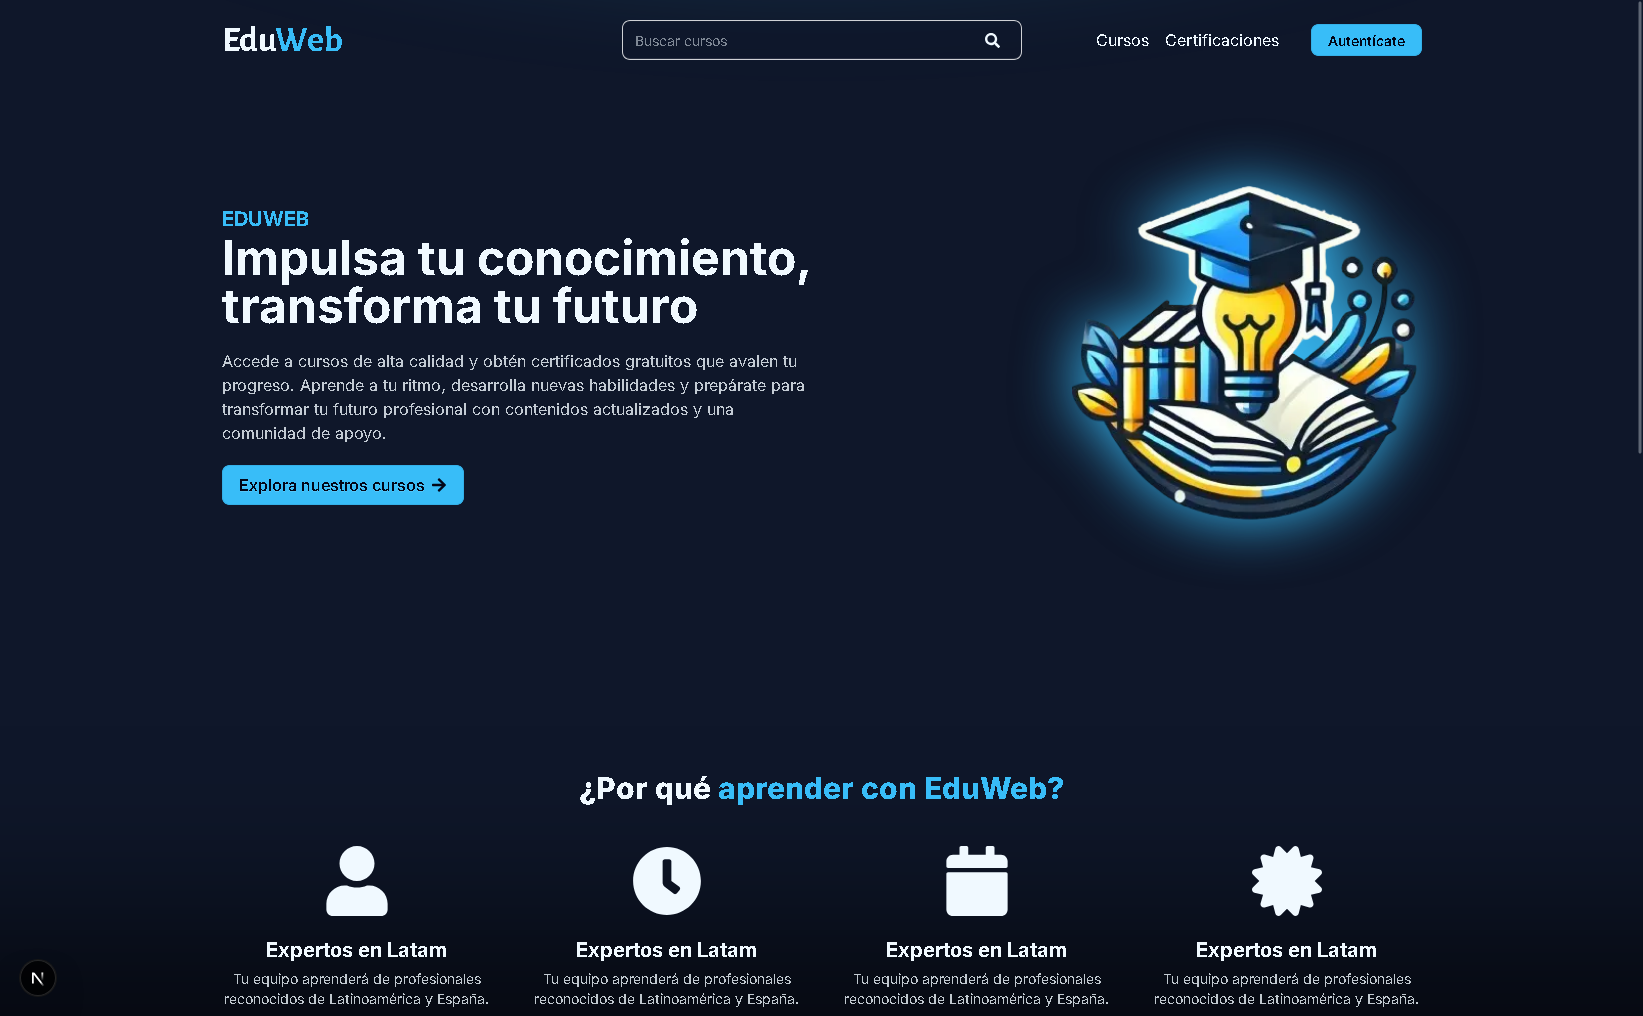 EduWeb
Buscar cursos
Cursos
Certificaciones
Autentícate
EDUWEB
Impulsa tu conocimiento,
transforma tu futuro
Accede a cursos de alta calidad y obtén certificados gratuitos que avalen tu
progreso. Aprende a tu ritmo, desarrolla nuevas habilidades y prepárate para
transformar tu futuro profesional con contenidos actualizados y una
comunidad de apoyo.
Explora nuestros cursos
¿Por qué aprender con EduWeb?
Expertos en Latam
Tu equipo aprenderá de profesionales
reconocidos de Latinoamérica y España.
Expertos en Latam
Tu equipo aprenderá de profesionales
reconocidos de Latinoamérica y España.
Expertos en Latam
Tu equipo aprenderá de profesionales
reconocidos de Latinoamérica y España.
Expertos en Latam
Tu equipo aprenderá de profesionales
reconocidos de Latinoamérica y España.
N